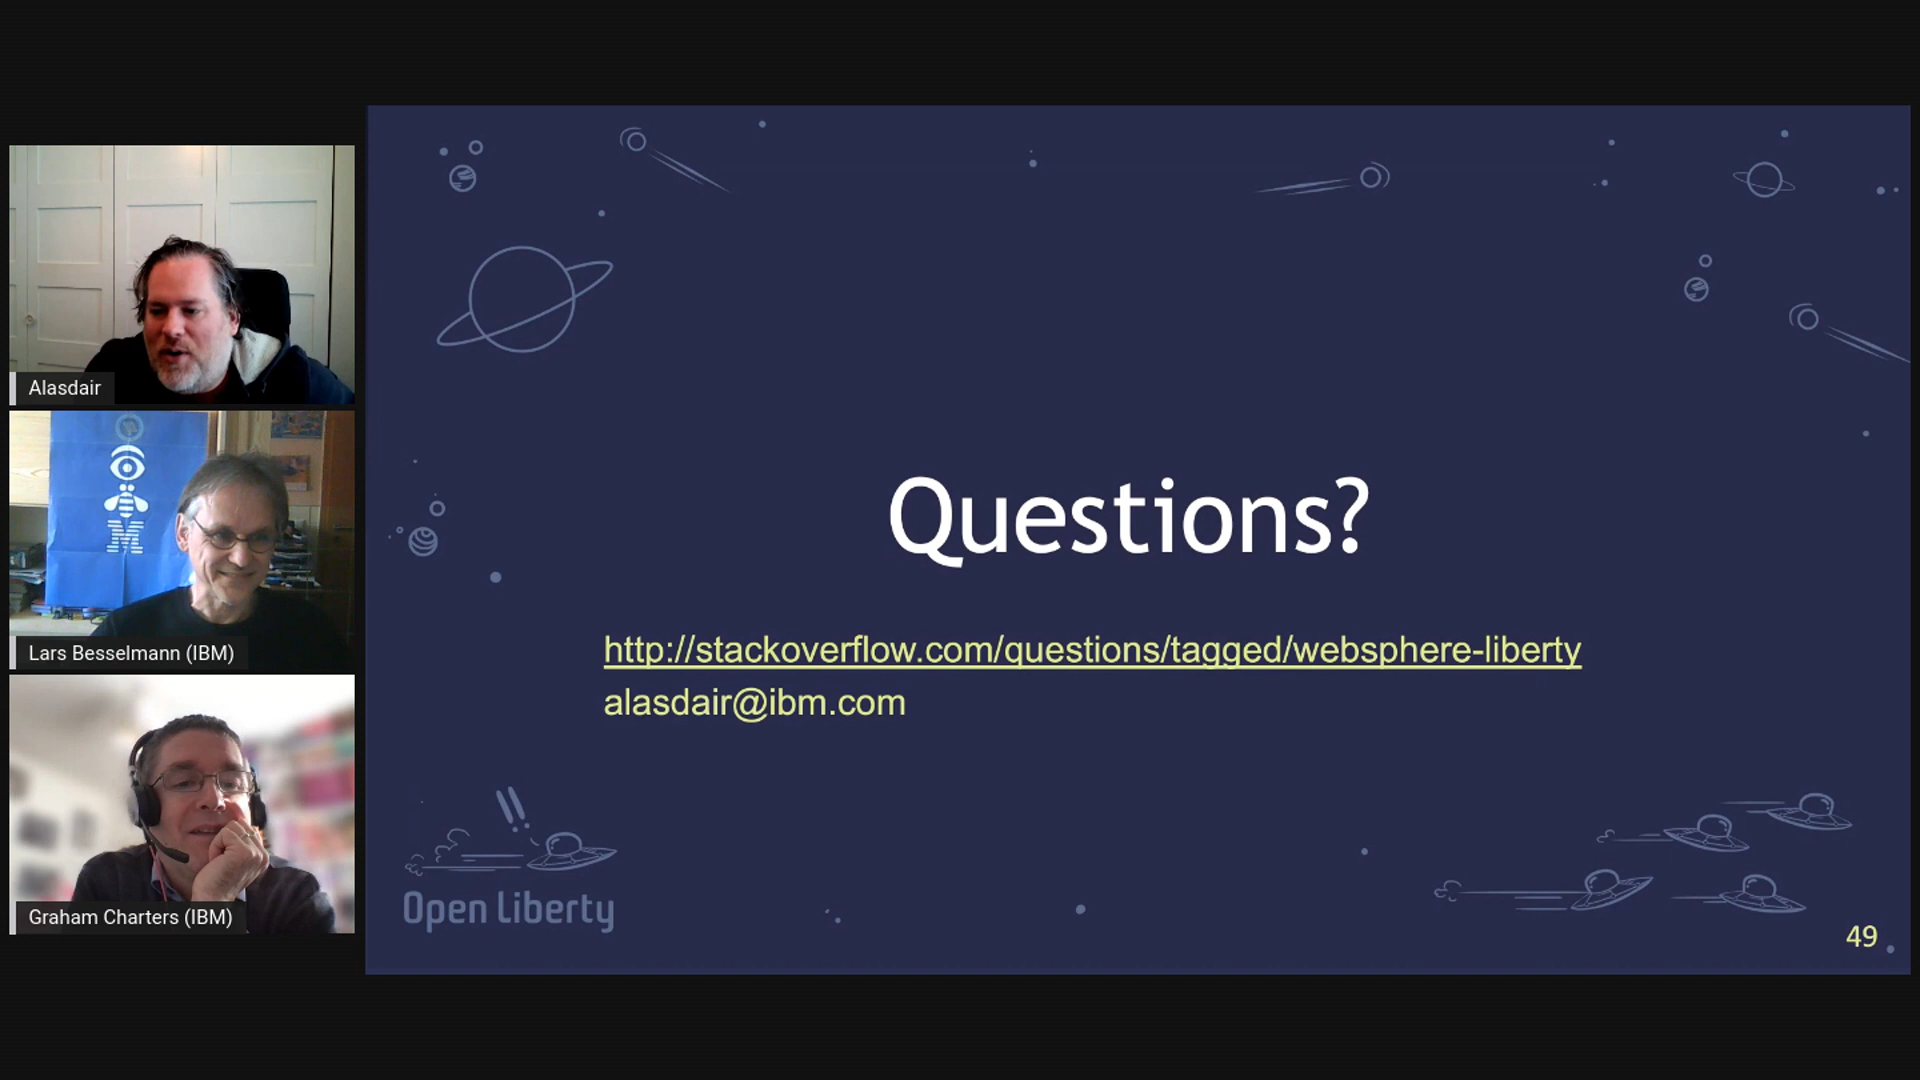 Alasdair
M
Lars Besselmann (IBM)
Graham Charters (IBM)
Questions?
http://stackoverflow.com/questions/tagged/websphere-liberty
alasdair@ibm.com
Open Liberty
49